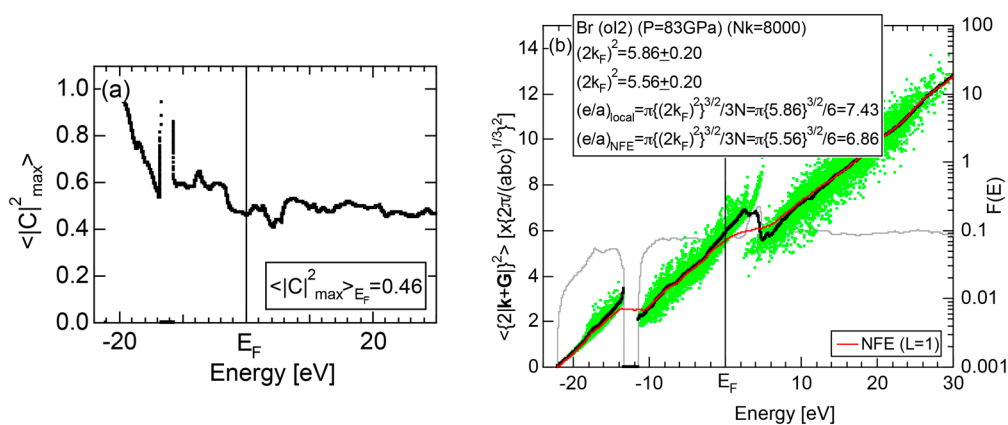 (a)
1.0
0.8
0.6
0.4
0.2
0.0
<|C|²max>
<|C|²max>EF=0.46
-20
EF
20
Energy [eV]
(b)
Br (oI2) (P=83GPa) (Nk=8000)
(2kF)²=5.86±0.20
(2kF)²=5.56±0.20
(e/a)local=π{(2kF)²}3/2/3N=π{5.86}3/2/6=7.43
(e/a)NFE=π{(2kF)²}3/2/3N=π{5.56}3/2/6=6.86
14
12
10
8
6
4
2
0
<{2|k+G|}²> [x{2π/(abc)1/3}²]
100
10
1
0.1
0.01
0.001
F(E)
NFE (L=1)
-20
-10
EF
10
20
30
Energy [eV]